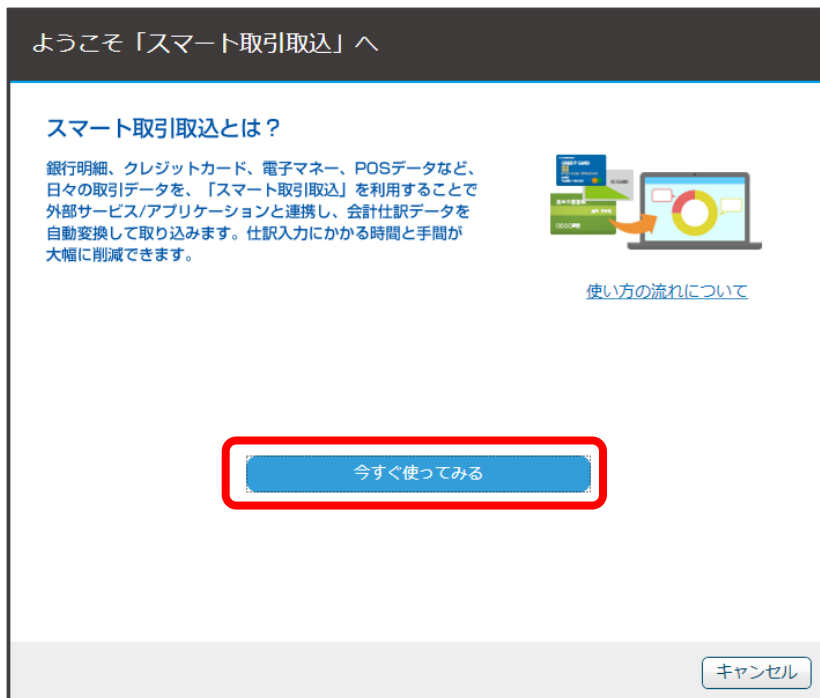 ようこそ「スマート取引取込」へ
スマート取引取込とは？
銀行明細、クレジットカード、電子マネー、POSデータなど、
日々の取引データを、「スマート取引取込」を利用することで
外部サービス/アプリケーションと連携し、会計仕訳データを
自動変換して取り込みます。仕訳入力にかかる時間と手間が
大幅に削減できます。
CREDIT CARD
使い方の流れについて
今すぐ使ってみる
キャンセル